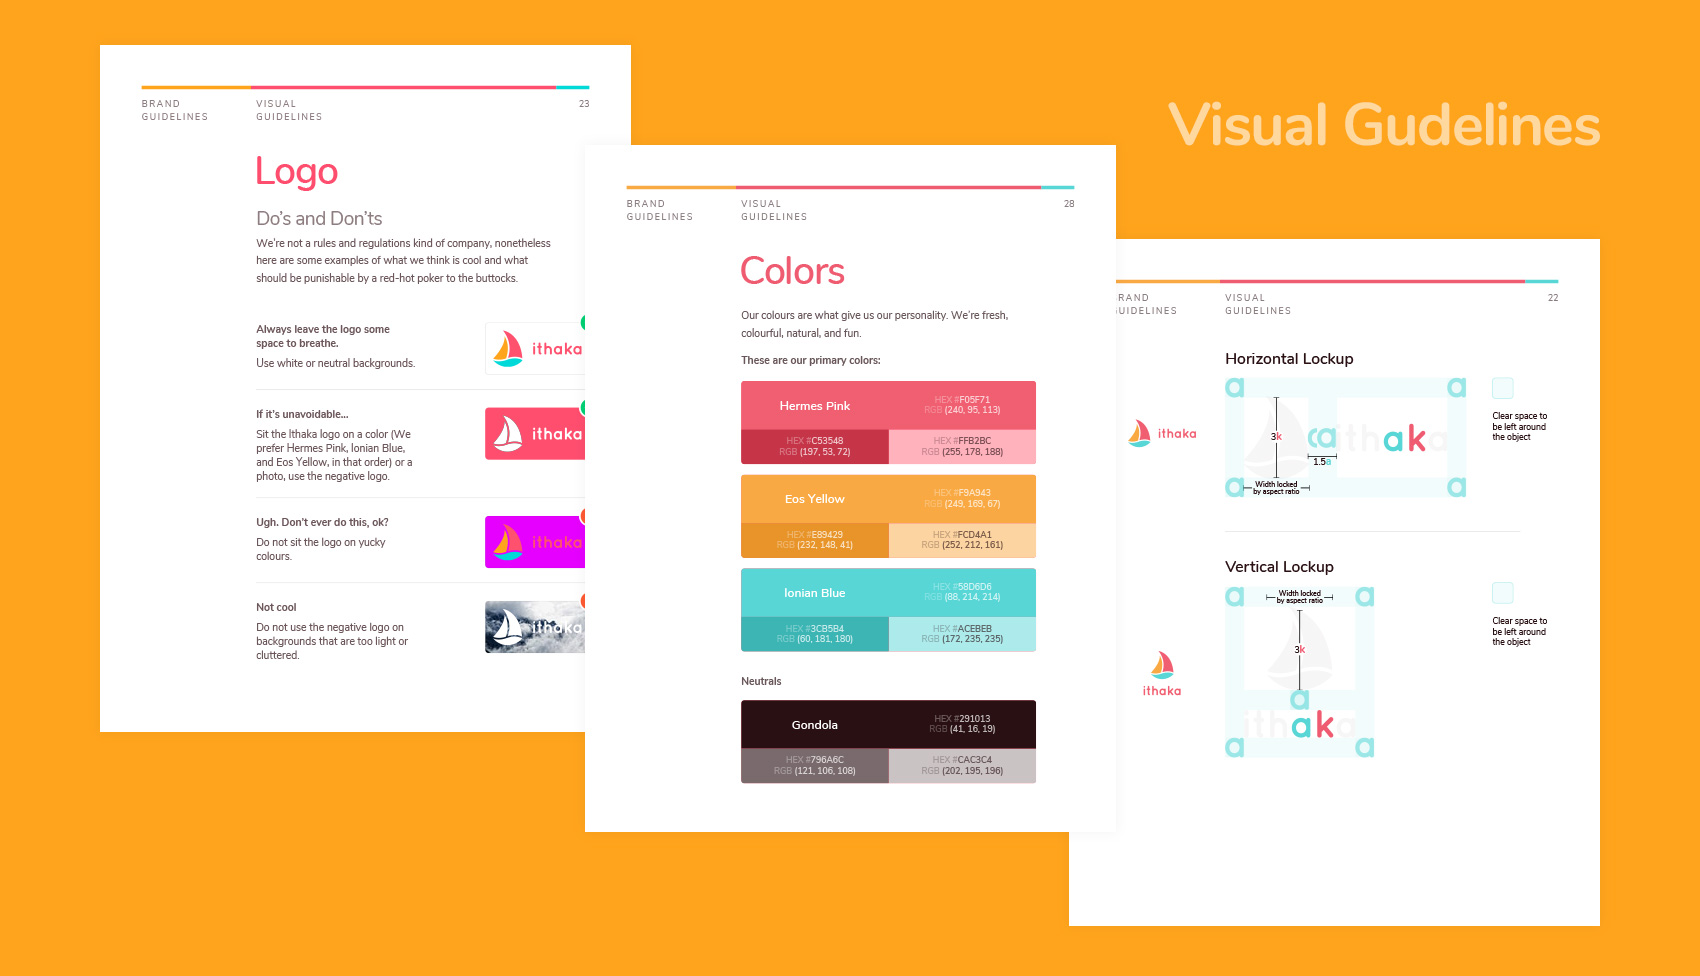 Visual Gudelines
BRAND
GUIDELINES
VISUAL
GUIDELINES
23
Logo
Do's and Don'ts
We're not a rules and regulations kind of company, nonetheless
here are some examples of what we think is cool and what
should be punishable by a red-hot poker to the buttocks.
Always leave the logo some
space to breathe.
Use white or neutral backgrounds.
ithaka
If it's unavoidable...
Sit the Ithaka logo on a color (We
prefer Hermes Pink, Ionian Blue,
and Eos Yellow, in that order) or a
photo, use the negative logo.
ithaka
Ugh. Don't ever do this, ok?
Do not sit the logo on yucky
colours.
ithaka
Not cool
Do not use the negative logo on
backgrounds that are too light or
cluttered.
ithaka
BRAND
GUIDELINES
VISUAL
GUIDELINES
28
Colors
Our colours are what give us our personality. We're fresh,
colourful, natural, and fun.
These are our primary colors:
Hermes Pink
HEX #F05F71
RGB (240, 95, 113)
HEX #C53548
RGB (197, 53, 72)
HEX #FFB2BC
RGB (255, 178, 188)
Eos Yellow
HEX #F9A943
RGB (249, 169, 67)
HEX #E89429
RGB (232, 148, 41)
HEX #FCD4A1
RGB (252, 212, 161)
Ionian Blue
HEX #58D6D6
RGB (88, 214, 214)
HEX #3CB5B4
RGB (60, 181, 180)
HEX #ACEBEB
RGB (172, 235, 235)
Neutrals
Gondola
HEX #291013
RGB (41, 16, 19)
HEX #796A6C
RGB (121, 106, 108)
HEX #CAC3C4
RGB (202, 195, 196)
RAND
UIDELINES
VISUAL
GUIDELINES
22
Horizontal Lockup
ithaka
a
a
3k
a
ithaka
1.5a
a
Width locked
by aspect ratio
a
Clear space to
be left around
the object
Vertical Lockup
ithaka
a
Width locked
by aspect ratio
a
3k
a
ithaka
a
a
Clear space to
be left around
the object